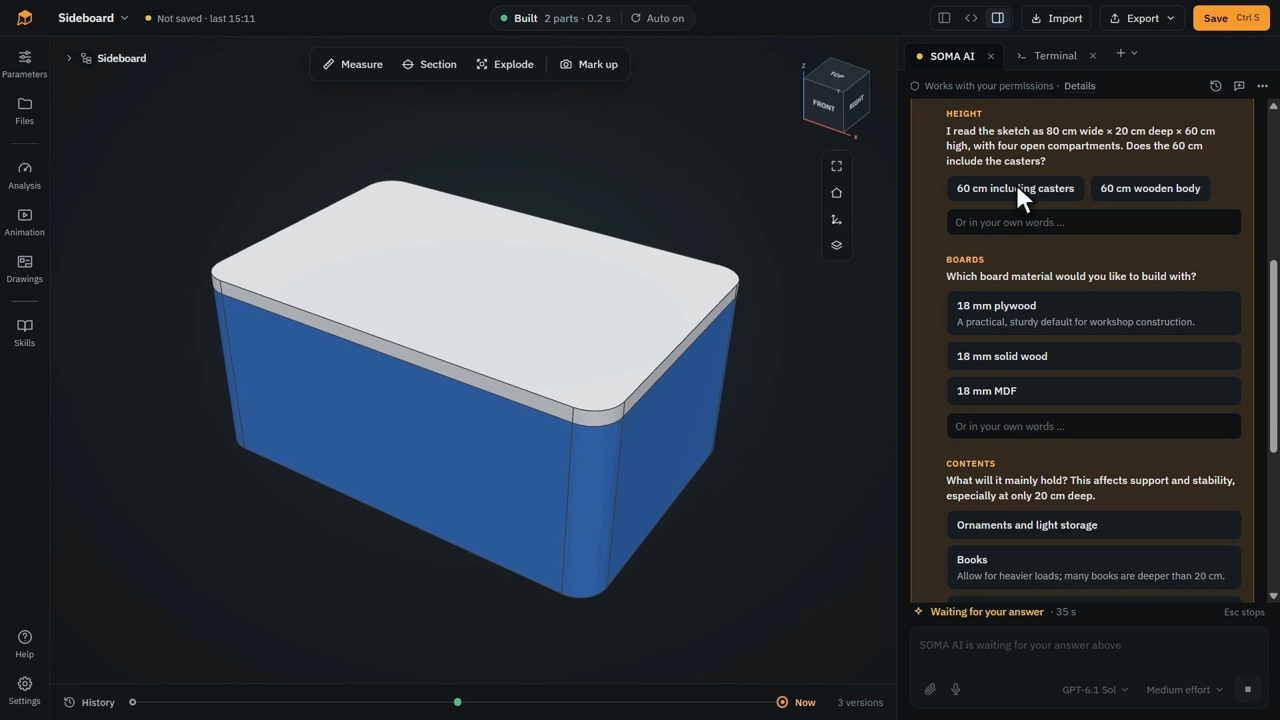 Sideboard
Not saved · last 15:11
Built 2 parts · 0.2 s
Auto on
Import
Export
Save Ctrl S
Parameters
Files
Analysis
Animation
Drawings
Skills
Help
Settings
Sideboard
Measure
Section
Explode
Mark up
TOP
FRONT
RIGHT
Z
Y
X
History
Now
3 versions
SOMA AI
Terminal
Works with your permissions · Details
HEIGHT
I read the sketch as 80 cm wide × 20 cm deep × 60 cm
high, with four open compartments. Does the 60 cm
include the casters?
60 cm including casters
60 cm wooden body
Or in your own words ...
BOARDS
Which board material would you like to build with?
18 mm plywood
A practical, sturdy default for workshop construction.
18 mm solid wood
18 mm MDF
Or in your own words ...
CONTENTS
What will it mainly hold? This affects support and stability,
especially at only 20 cm deep.
Ornaments and light storage
Books
Allow for heavier loads; many books are deeper than 20 cm.
Waiting for your answer · 35 s
Esc stops
SOMA AI is waiting for your answer above
GPT-6.1 Sol
Medium effort